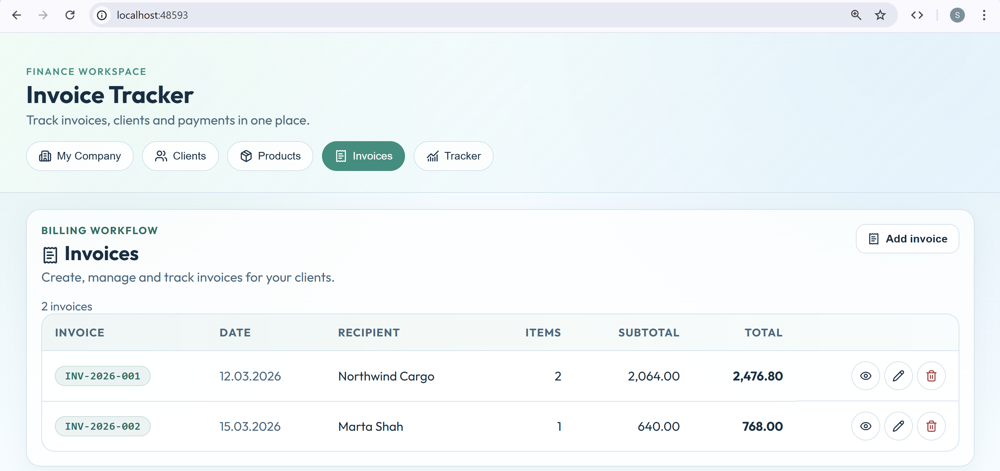 localhost:48593
S
FINANCE WORKSPACE
Invoice Tracker
Track invoices, clients and payments in one place.
My Company Clients Products Invoices Tracker
BILLING WORKFLOW
Invoices
Add invoice
Create, manage and track invoices for your clients.
2 invoices
INVOICE DATE RECIPIENT ITEMS SUBTOTAL TOTAL
INV-2026-001 12.03.2026 Northwind Cargo 2 2,064.00 2,476.80
INV-2026-002 15.03.2026 Marta Shah 1 640.00 768.00